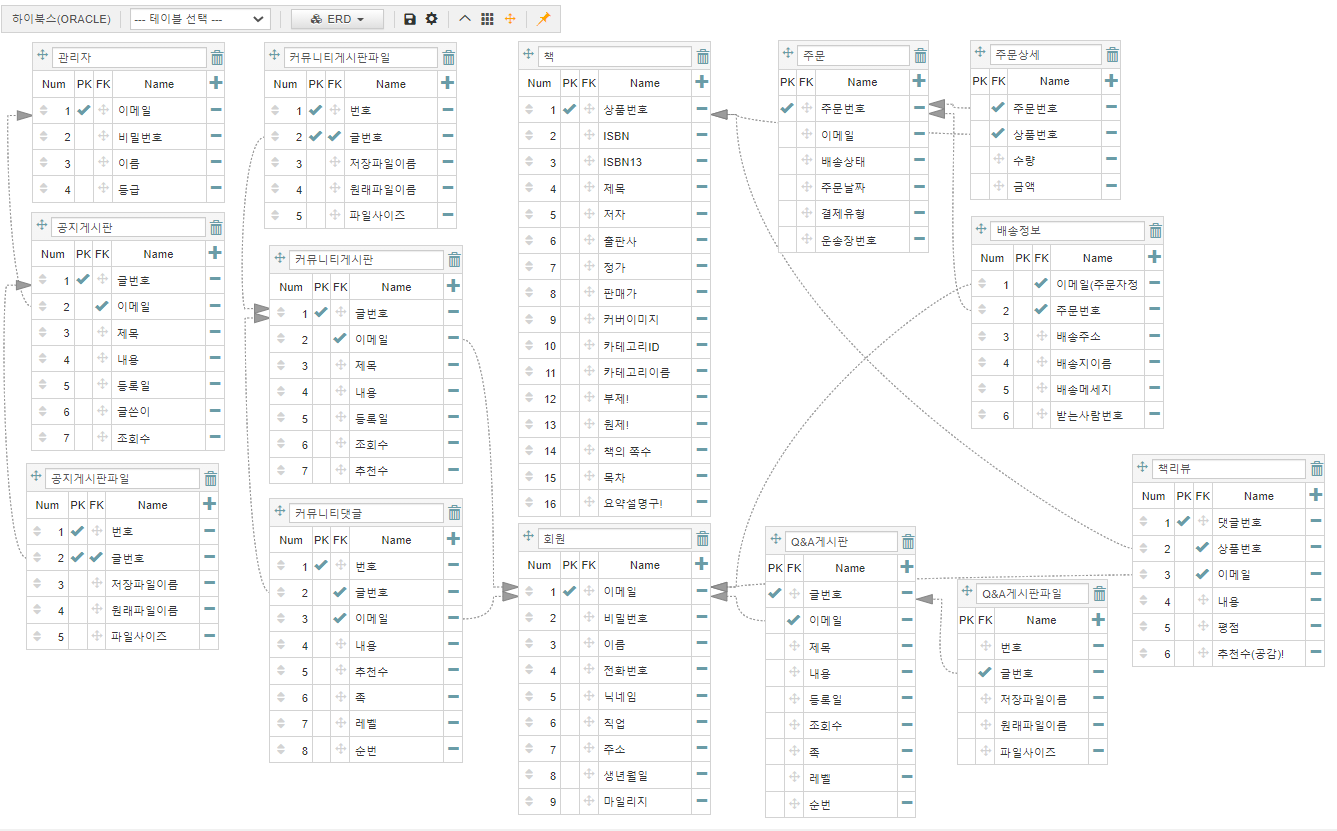 하이북스(ORACLE)
--- 테이블 선택 ---
ERD
관리자
Num PK FK Name
1 이메일
2 비밀번호
3 이름
4 등급
공지게시판
Num PK FK Name
1 글번호
2 이메일
3 제목
4 내용
5 등록일
6 글쓴이
7 조회수
공지게시판파일
Num PK FK Name
1 번호
2 글번호
3 저장파일이름
4 원래파일이름
5 파일사이즈
커뮤니티게시판파일
Num PK FK Name
1 번호
2 글번호
3 저장파일이름
4 원래파일이름
5 파일사이즈
커뮤니티게시판
Num PK FK Name
1 글번호
2 이메일
3 제목
4 내용
5 등록일
6 조회수
7 추천수
커뮤니티댓글
Num PK FK Name
1 번호
2 글번호
3 이메일
4 내용
5 추천수
6 족
7 레벨
8 순번
책
Num PK FK Name
1 상품번호
2 ISBN
3 ISBN13
4 제목
5 저자
6 출판사
7 정가
8 판매가
9 커버이미지
10 카테고리ID
11 카테고리이름
12 부제!
13 원제!
14 책의 쪽수
15 목차
16 요약설명구!
회원
Num PK FK Name
1 이메일
2 비밀번호
3 이름
4 전화번호
5 닉네임
6 직업
7 주소
8 생년월일
9 마일리지
주문
PK FK Name
주문번호
이메일
배송상태
주문날짜
결제유형
운송장번호
주문상세
PK FK Name
주문번호
상품번호
수량
금액
배송정보
Num PK FK Name
1 이메일(주문자정
2 주문번호
3 배송주소
4 배송지이름
5 배송메세지
6 받는사람번호
책리뷰
Num PK FK Name
1 댓글번호
2 상품번호
3 이메일
4 내용
5 평점
6 추천수(공감)!
Q&A게시판
PK FK Name
글번호
이메일
제목
내용
등록일
조회수
족
레벨
순번
Q&A게시판파일
PK FK Name
번호
글번호
저장파일이름
원래파일이름
파일사이즈